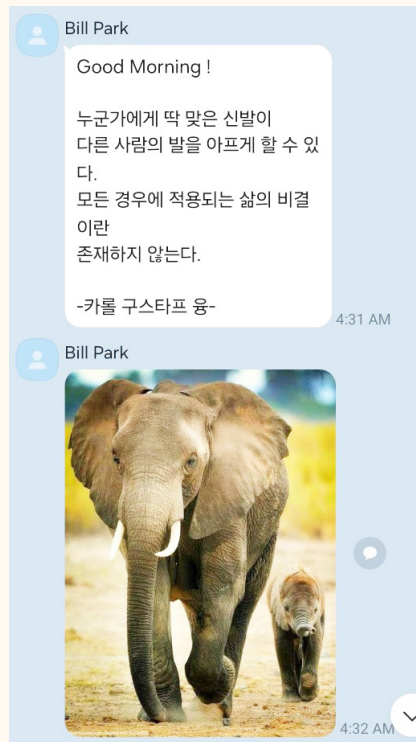 Bill Park
Good Morning !
누군가에게 딱 맞은 신발이
다른 사람의 발을 아프게 할 수 있
다.
모든 경우에 적용되는 삶의 비결
이란
존재하지 않는다.
-카롤 구스타프 융-
4:31 AM
Bill Park
4:32 AM